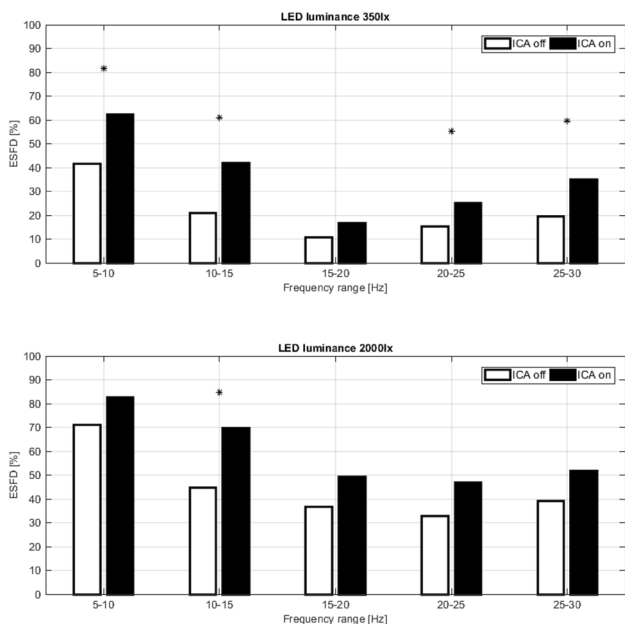 LED luminance 350lx
ICA off ICA on
ESFD [%]
100
90
80
70
60
50
40
30
20
10
0
5-10 10-15 15-20 20-25 25-30
Frequency range [Hz]
LED luminance 2000lx
ICA off ICA on
ESFD [%]
100
90
80
70
60
50
40
30
20
10
0
5-10 10-15 15-20 20-25 25-30
Frequency range [Hz]